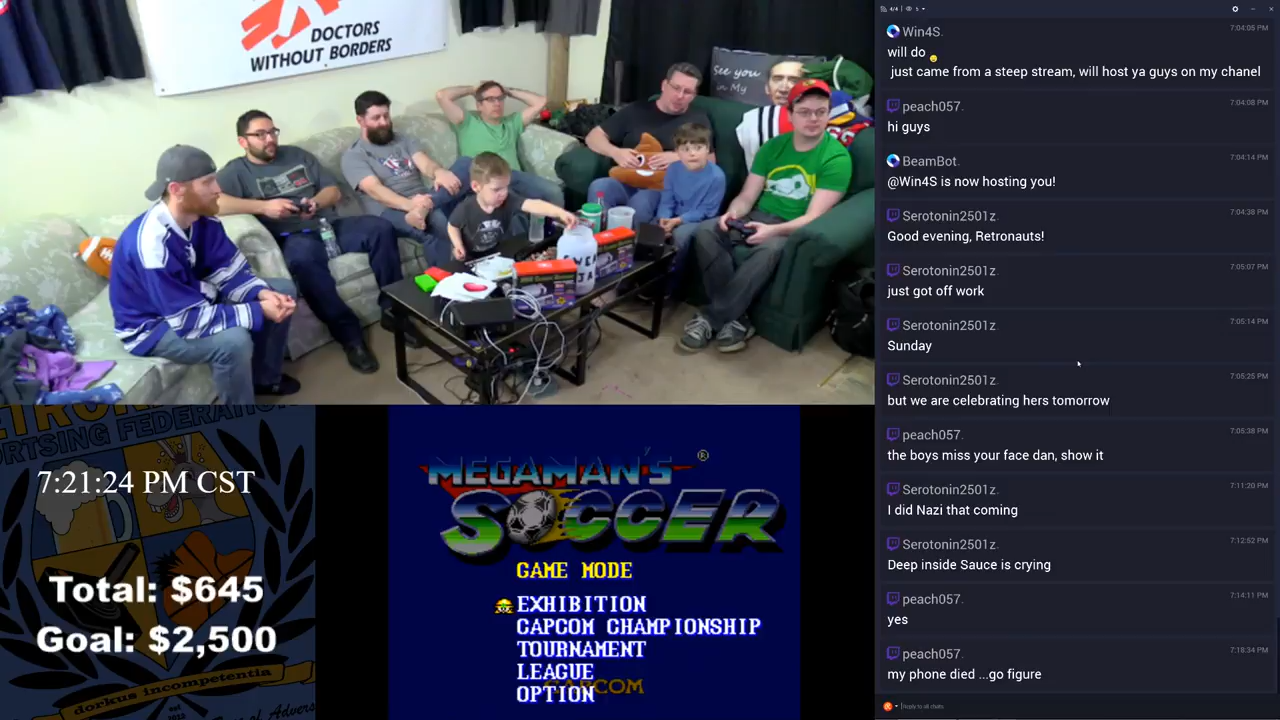 DOCTORS
WITHOUT BORDERS
See you
in My
7:21:24 PM CST
Total: $645
Goal: $2,500
dorkus incompetentia
MEGAMAN'S
SOCCER
GAME MODE
EXHIBITION
CAPCOM CHAMPIONSHIP
TOURNAMENT
LEAGUE
OPTION
CAPCOM
4/4
5
Win4S.
7:04:05 PM
will do
just came from a steep stream, will host ya guys on my chanel
peach057.
7:04:08 PM
hi guys
BeamBot.
7:04:14 PM
@Win4S is now hosting you!
Serotonin2501z.
7:04:38 PM
Good evening, Retronauts!
Serotonin2501z.
7:05:07 PM
just got off work
Serotonin2501z.
7:05:14 PM
Sunday
Serotonin2501z.
7:05:25 PM
but we are celebrating hers tomorrow
peach057.
7:05:38 PM
the boys miss your face dan, show it
Serotonin2501z.
7:11:20 PM
I did Nazi that coming
Serotonin2501z.
7:12:52 PM
Deep inside Sauce is crying
peach057.
7:14:11 PM
yes
peach057.
7:18:34 PM
my phone died ...go figure
Reply to all chats